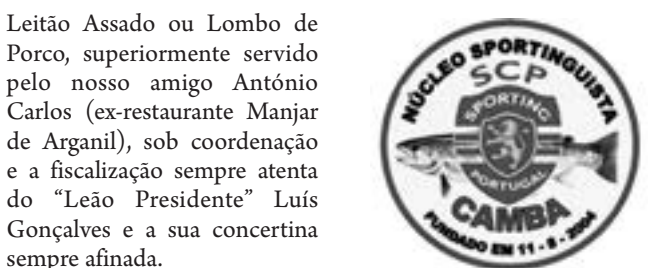 Leitão Assado ou Lombo de
Porco, superiormente servido
pelo nosso amigo António
Carlos (ex-restaurante Manjar
de Arganil), sob coordenação
e a fiscalização sempre atenta
do “Leão Presidente” Luís
Gonçalves e a sua concertina
sempre afinada.
NÚCLEO SPORTINGUISTA
SCP
SPORTING
PORTUGAL
CAMBA
FUNDADO EM 11 - 8 - 2004